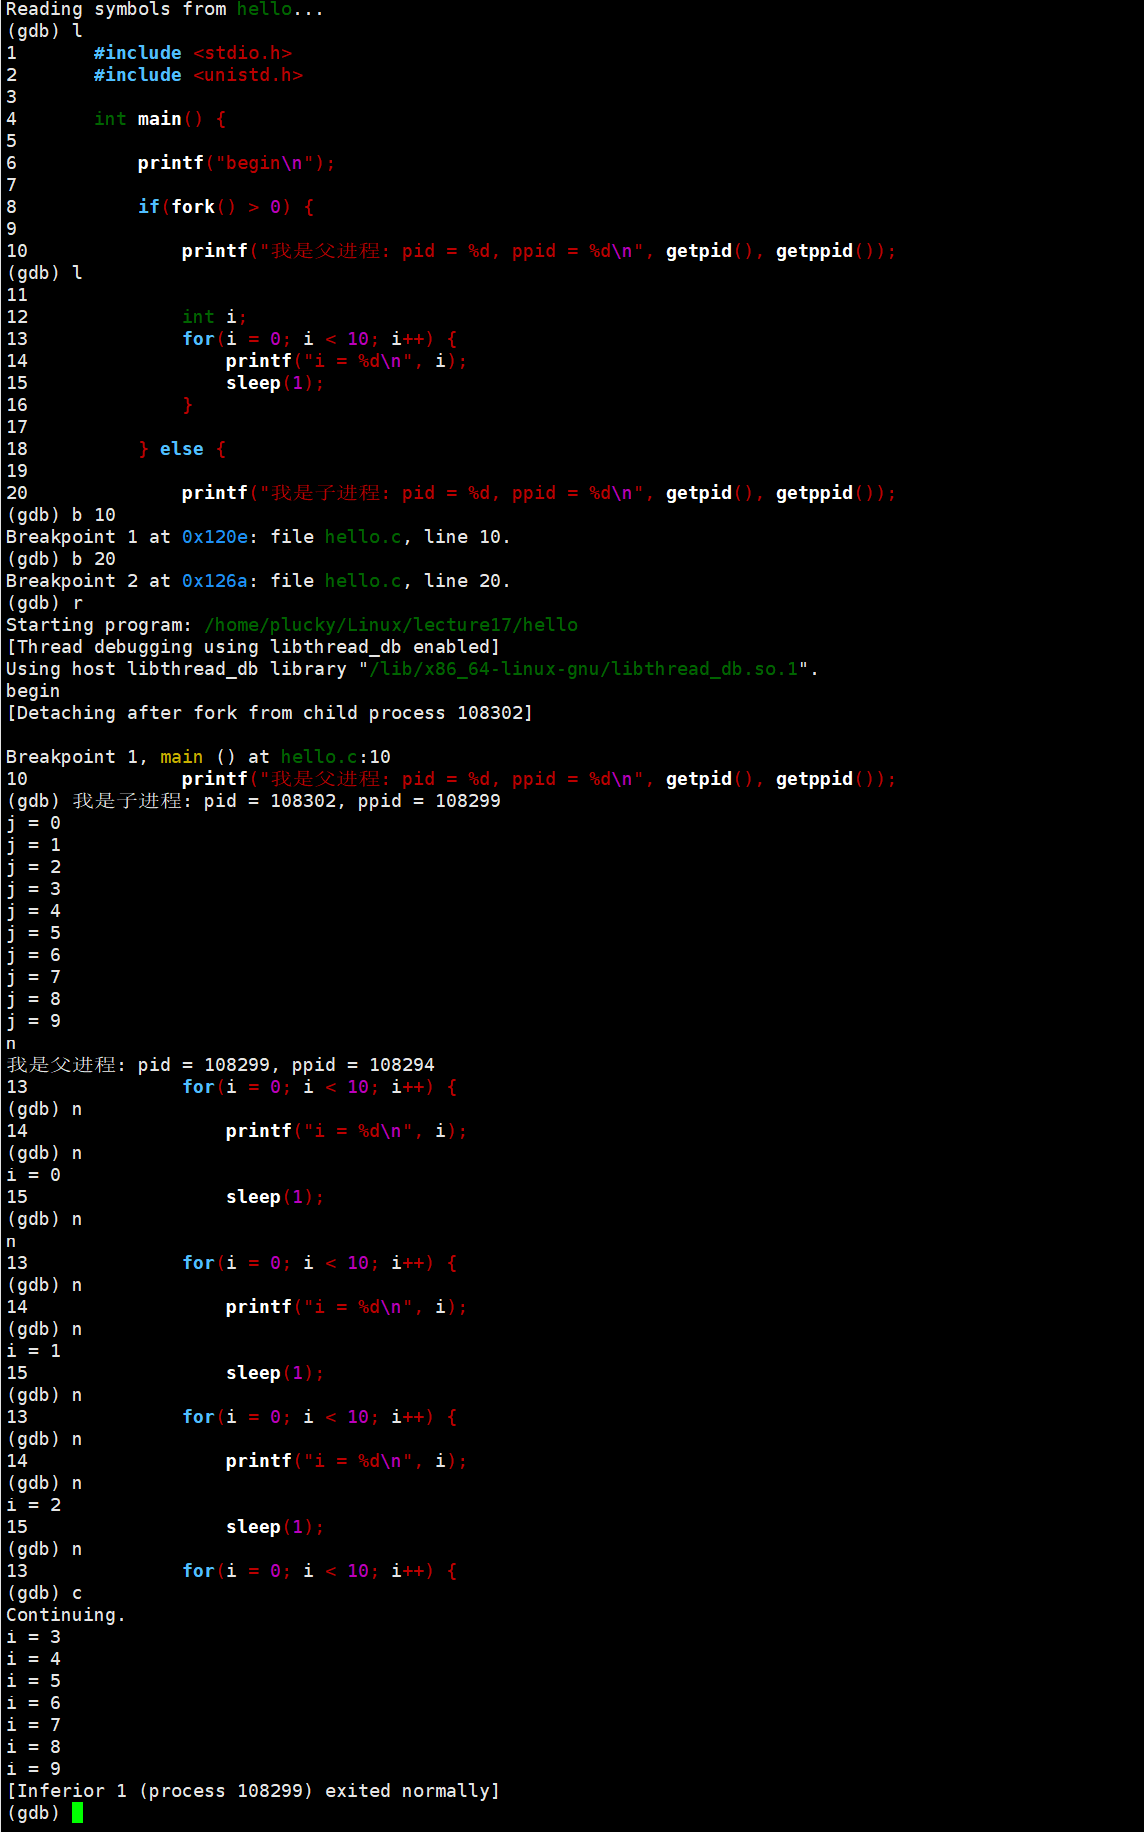 Reading symbols from hello...
(gdb) l
1       #include <stdio.h>
2       #include <unistd.h>
3
4       int main() {
5
6           printf("begin\n");
7
8           if(fork() > 0) {
9
10              printf("我是父进程: pid = %d, ppid = %d\n", getpid(), getppid());
(gdb) l
11
12              int i;
13              for(i = 0; i < 10; i++) {
14                  printf("i = %d\n", i);
15                  sleep(1);
16              }
17
18          } else {
19
20              printf("我是子进程: pid = %d, ppid = %d\n", getpid(), getppid());
(gdb) b 10
Breakpoint 1 at 0x120e: file hello.c, line 10.
(gdb) b 20
Breakpoint 2 at 0x126a: file hello.c, line 20.
(gdb) r
Starting program: /home/plucky/Linux/lecture17/hello
[Thread debugging using libthread_db enabled]
Using host libthread_db library "/lib/x86_64-linux-gnu/libthread_db.so.1".
begin
[Detaching after fork from child process 108302]

Breakpoint 1, main () at hello.c:10
10              printf("我是父进程: pid = %d, ppid = %d\n", getpid(), getppid());
(gdb) 我是子进程: pid = 108302, ppid = 108299
j = 0
j = 1
j = 2
j = 3
j = 4
j = 5
j = 6
j = 7
j = 8
j = 9
n
我是父进程: pid = 108299, ppid = 108294
13              for(i = 0; i < 10; i++) {
(gdb) n
14                  printf("i = %d\n", i);
(gdb) n
i = 0
15                  sleep(1);
(gdb) n
n
13              for(i = 0; i < 10; i++) {
(gdb) n
14                  printf("i = %d\n", i);
(gdb) n
i = 1
15                  sleep(1);
(gdb) n
13              for(i = 0; i < 10; i++) {
(gdb) n
14                  printf("i = %d\n", i);
(gdb) n
i = 2
15                  sleep(1);
(gdb) n
13              for(i = 0; i < 10; i++) {
(gdb) c
Continuing.
i = 3
i = 4
i = 5
i = 6
i = 7
i = 8
i = 9
[Inferior 1 (process 108299) exited normally]
(gdb)